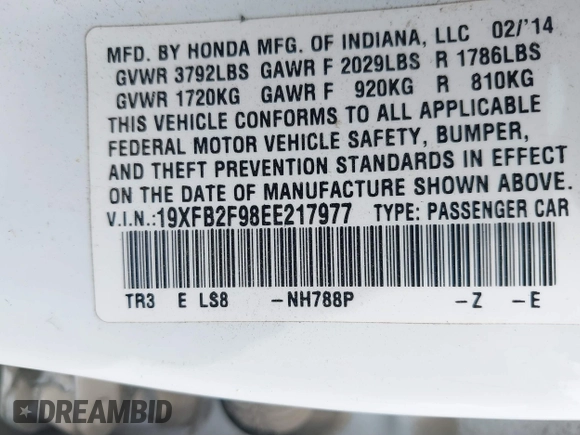 MFD. BY HONDA MFG. OF INDIANA, LLC 02/'14
GVWR 3792LBS GAWR F 2029LBS R 1786LBS
GVWR 1720KG GAWR F 920KG R 810KG
THIS VEHICLE CONFORMS TO ALL APPLICABLE
FEDERAL MOTOR VEHICLE SAFETY, BUMPER,
AND THEFT PREVENTION STANDARDS IN EFFECT
ON THE DATE OF MANUFACTURE SHOWN ABOVE.
V.I.N.:19XFB2F98EE217977 TYPE: PASSENGER CAR
TR3 E LS8 -NH788P -Z -E
DREAMBID